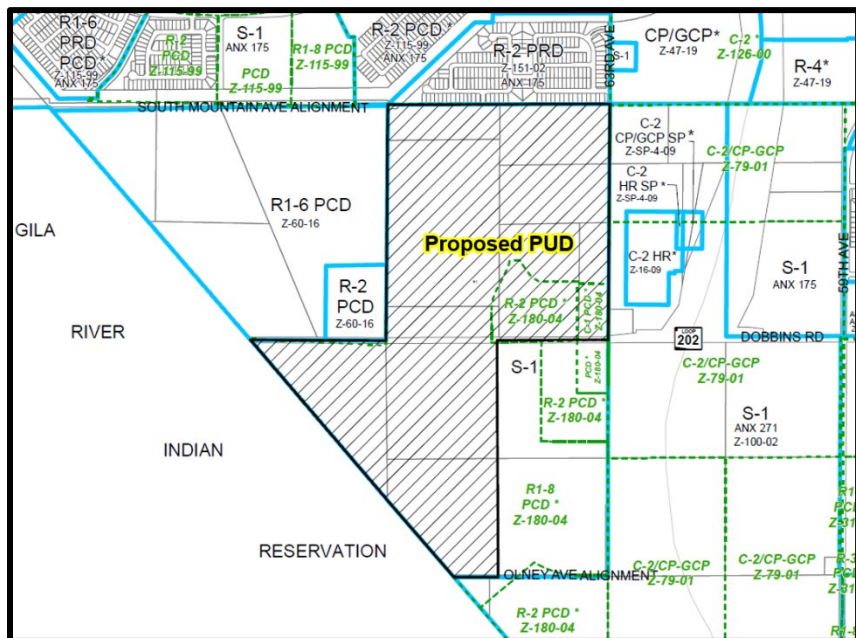 R1-6
PRD
PCD *
Z-115-99
ANX 175
R-2
PCD *
Z-115-99
S-1
ANX 175
PCD
Z-115-99
R1-8 PCD
Z-115-99
R-2 PCD *
Z-115-99
ANX 175
R-2 PRD
Z-151-02
ANX 175
63RD AVE
S-1
CP/GCP*
Z-47-19
C-2 *
Z-126-00
R-4*
Z-47-19
SOUTH MOUNTAIN AVE ALIGNMENT
C-2
CP/GCP SP *
Z-SP-4-09
C-2
HR SP *
Z-SP-4-09
C-2/CP-GCP
Z-79-01
R1-6 PCD
Z-60-16
GILA
Proposed PUD
C-2 HR*
Z-16-09
S-1
ANX 175
59TH AVE
R-2
PCD
Z-60-16
R-2 PCD *
Z-180-04
PCD *
Z-180-04
RIVER
LOOP
202
DOBBINS RD
S-1
PCD *
Z-180-04
C-2/CP-GCP
Z-79-01
R-2 PCD *
Z-180-04
S-1
ANX 271
Z-100-02
INDIAN
R1-8
PCD *
Z-180-04
RESERVATION
C-2/CP-GCP
Z-79-01
C-2/CP-GCP
Z-79-01
OLNEY AVE ALIGNMENT
R-2 PCD *
Z-180-04